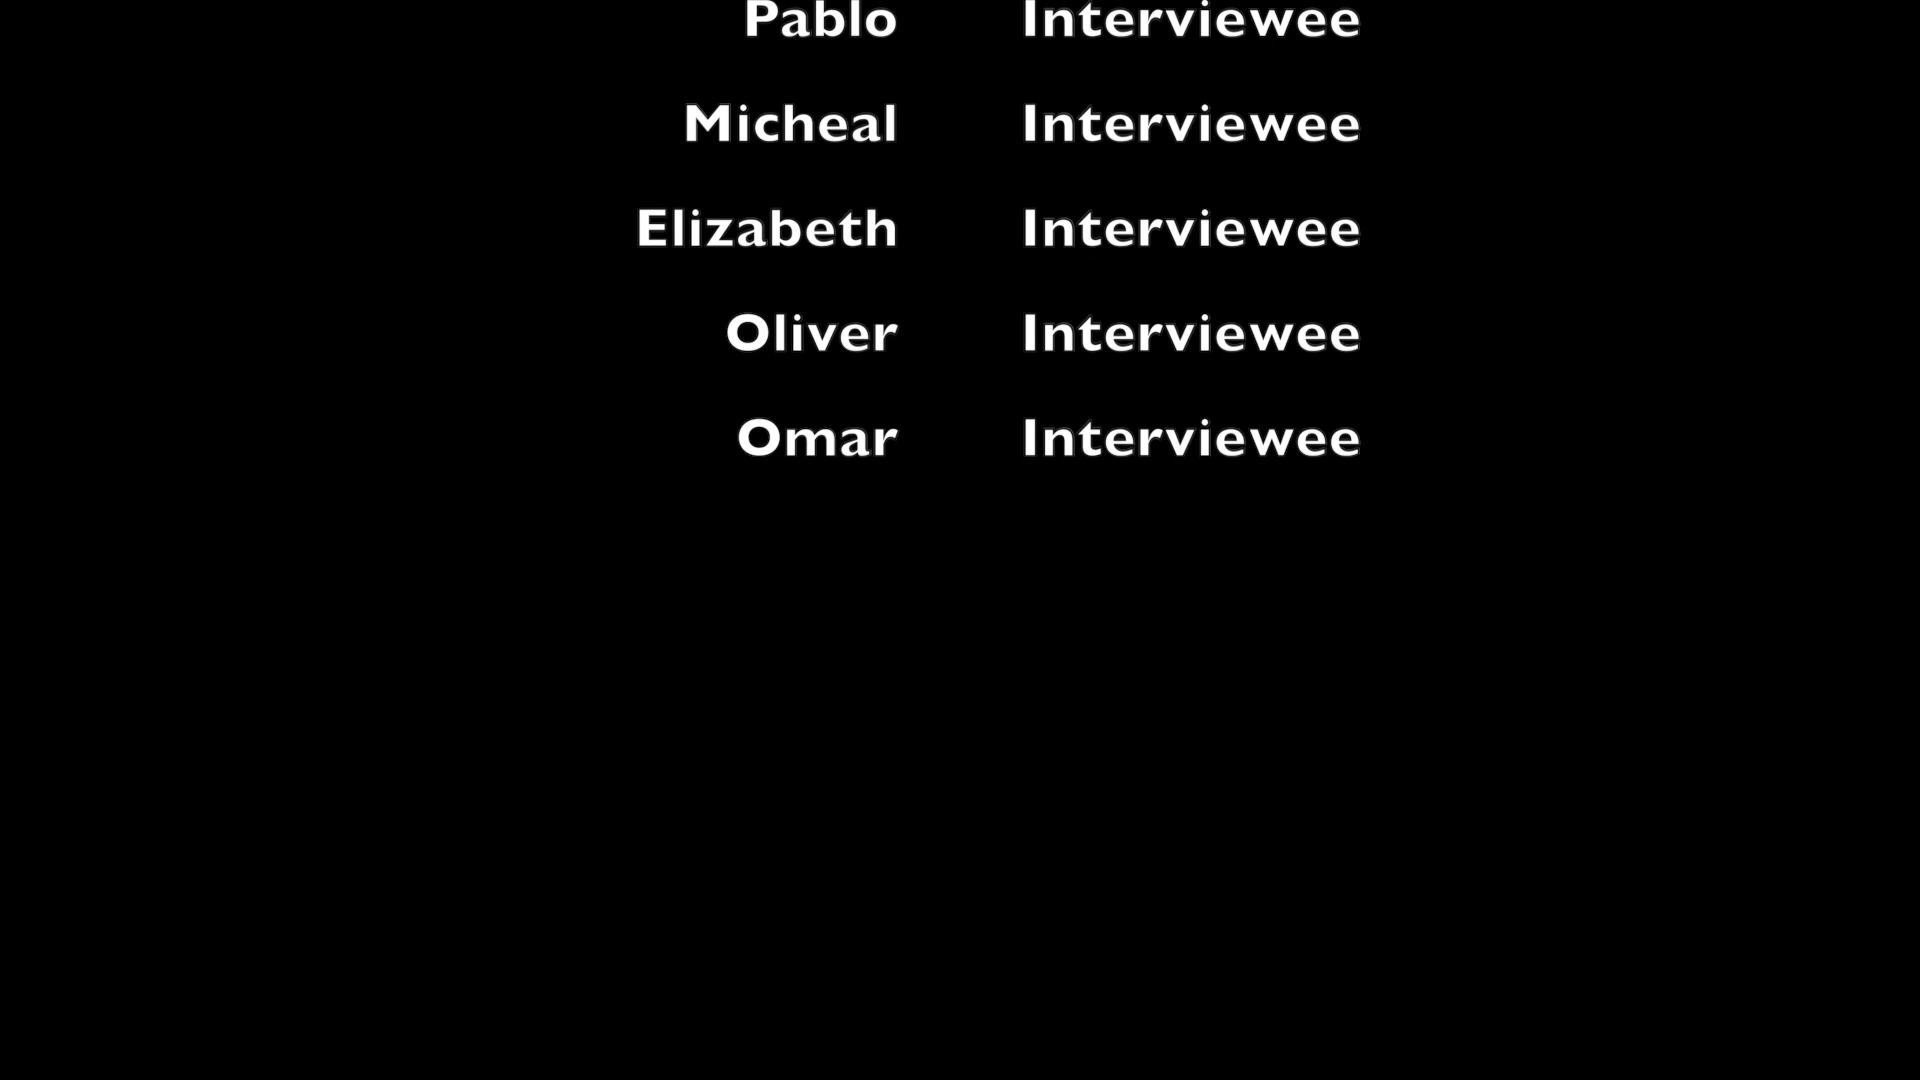 Pablo Interviewee
Micheal Interviewee
Elizabeth Interviewee
Oliver Interviewee
Omar Interviewee